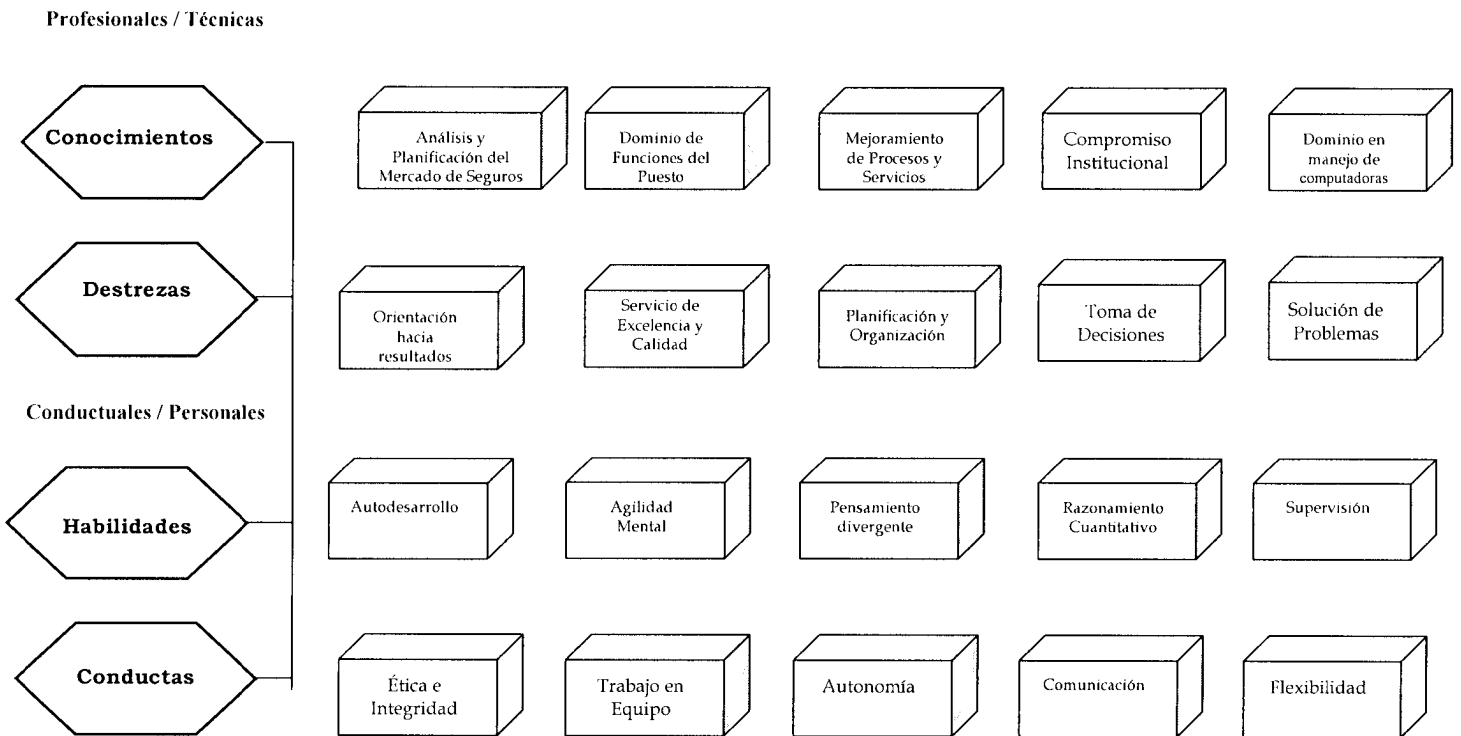 Profesionales / Técnicas
Conocimientos
Análisis y
Planificación del
Mercado de Seguros
Dominio de
Funciones del
Puesto
Mejoramiento
de Procesos y
Servicios
Compromiso
Institucional
Dominio en
manejo de
computadoras
Destrezas
Orientación
hacia
resultados
Servicio de
Excelencia y
Calidad
Planificación y
Organización
Toma de
Decisiones
Solución de
Problemas
Conductuales / Personales
Habilidades
Autodesarrollo
Agilidad
Mental
Pensamiento
divergente
Razonamiento
Cuantitativo
Supervisión
Conductas
Ética e
Integridad
Trabajo en
Equipo
Autonomía
Comunicación
Flexibilidad